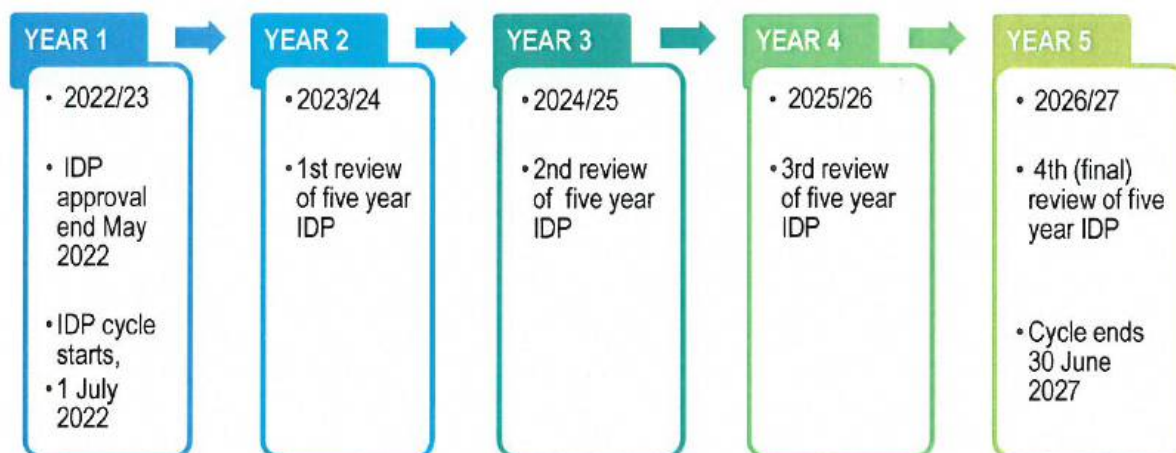 YEAR 1
• 2022/23
• IDP
approval
end May
2022
• IDP cycle
starts,
• 1 July
2022
YEAR 2
• 2023/24
• 1st review
of five year
IDP
YEAR 3
• 2024/25
• 2nd review
of five year
IDP
YEAR 4
• 2025/26
• 3rd review
of five year
IDP
YEAR 5
• 2026/27
• 4th (final)
review of five
year IDP
• Cycle ends
30 June
2027